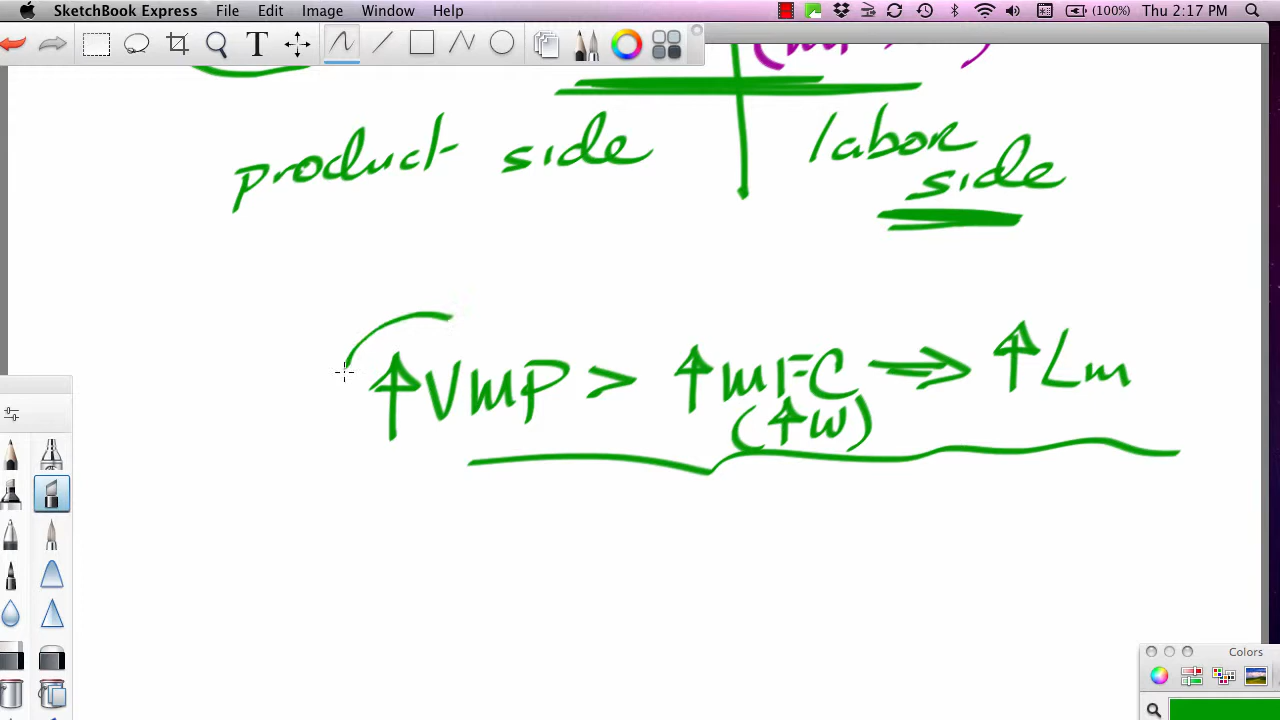 SketchBook Express File Edit Image Window Help (100%) Thu 2:17 PM
T
product side labor
side
↑VMP > ↑MFC ⇒ ↑Lm
(↑W)
Colors